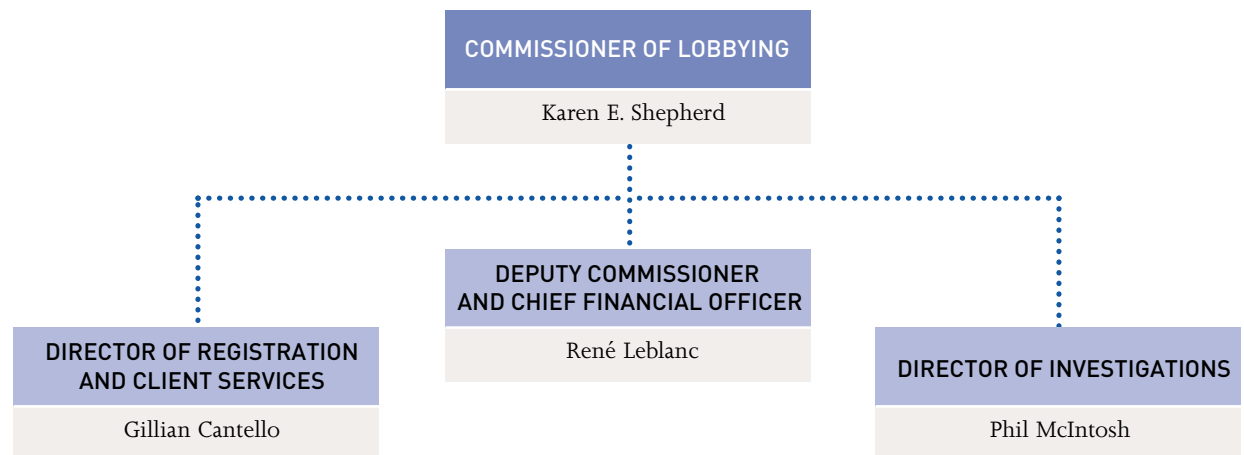 COMMISSIONER OF LOBBYING
Karen E. Shepherd
DEPUTY COMMISSIONER
AND CHIEF FINANCIAL OFFICER
René Leblanc
DIRECTOR OF REGISTRATION
AND CLIENT SERVICES
Gillian Cantello
DIRECTOR OF INVESTIGATIONS
Phil McIntosh